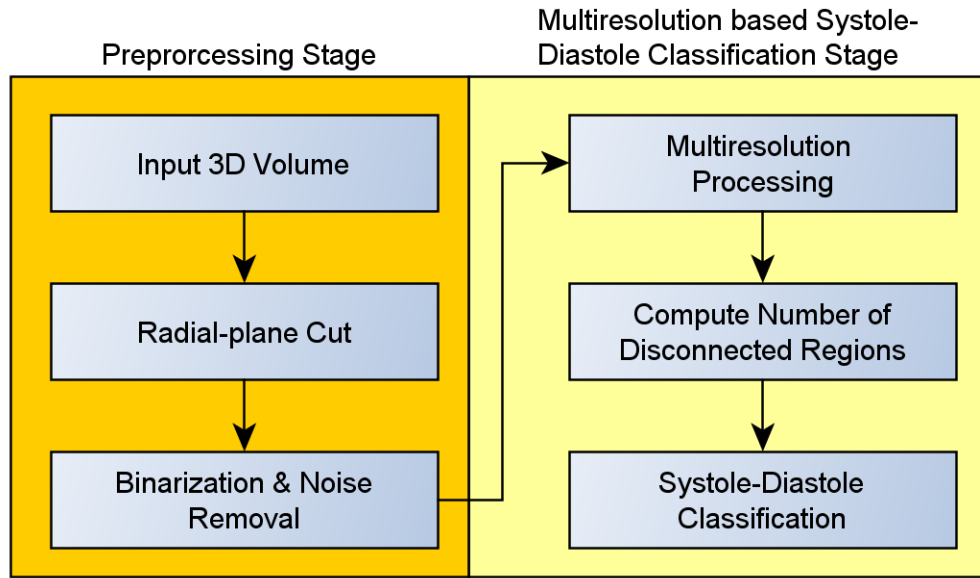 Preprorcessing Stage
Input 3D Volume
Radial-plane Cut
Binarization & Noise
Removal
Multiresolution based Systole-
Diastole Classification Stage
Multiresolution
Processing
Compute Number of
Disconnected Regions
Systole-Diastole
Classification